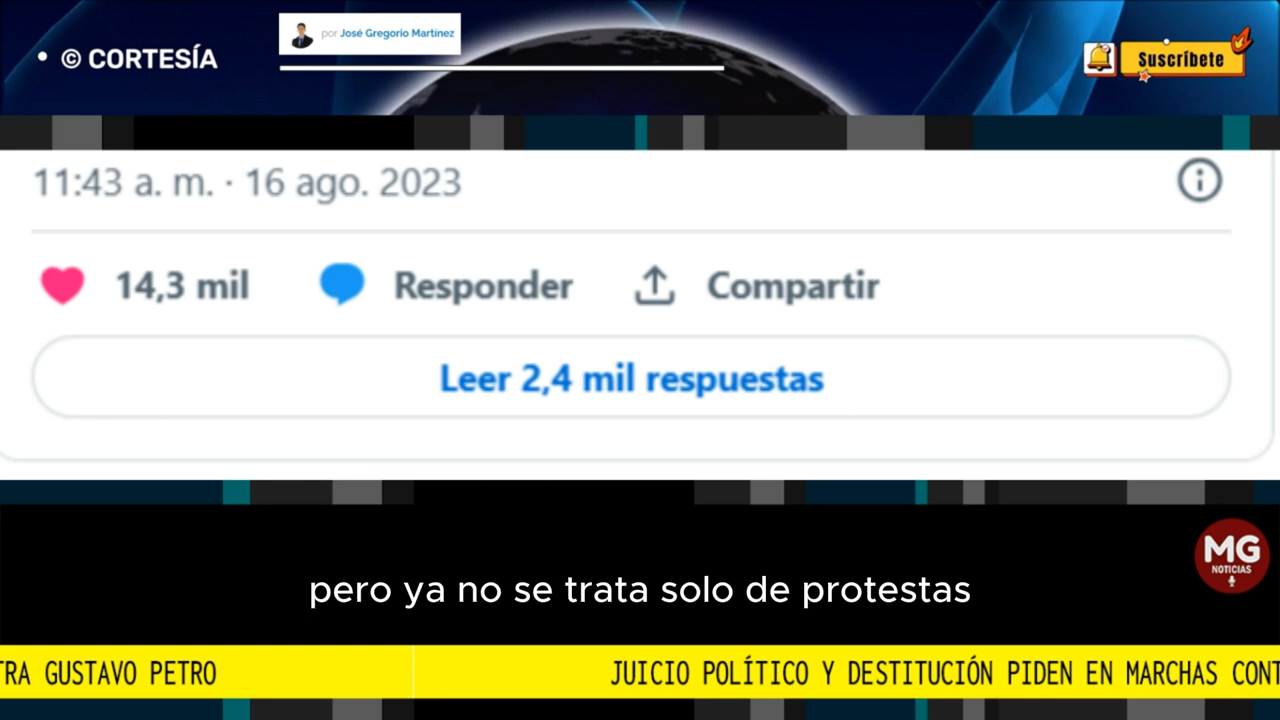 © CORTESÍA
por José Gregorio Martínez
Suscríbete
11:43 a. m. · 16 ago. 2023
14,3 mil
Responder
Compartir
Leer 2,4 mil respuestas
MG
NOTICIAS
pero ya no se trata solo de protestas
TRA GUSTAVO PETRO
JUICIO POLÍTICO Y DESTITUCIÓN PIDEN EN MARCHAS CONT